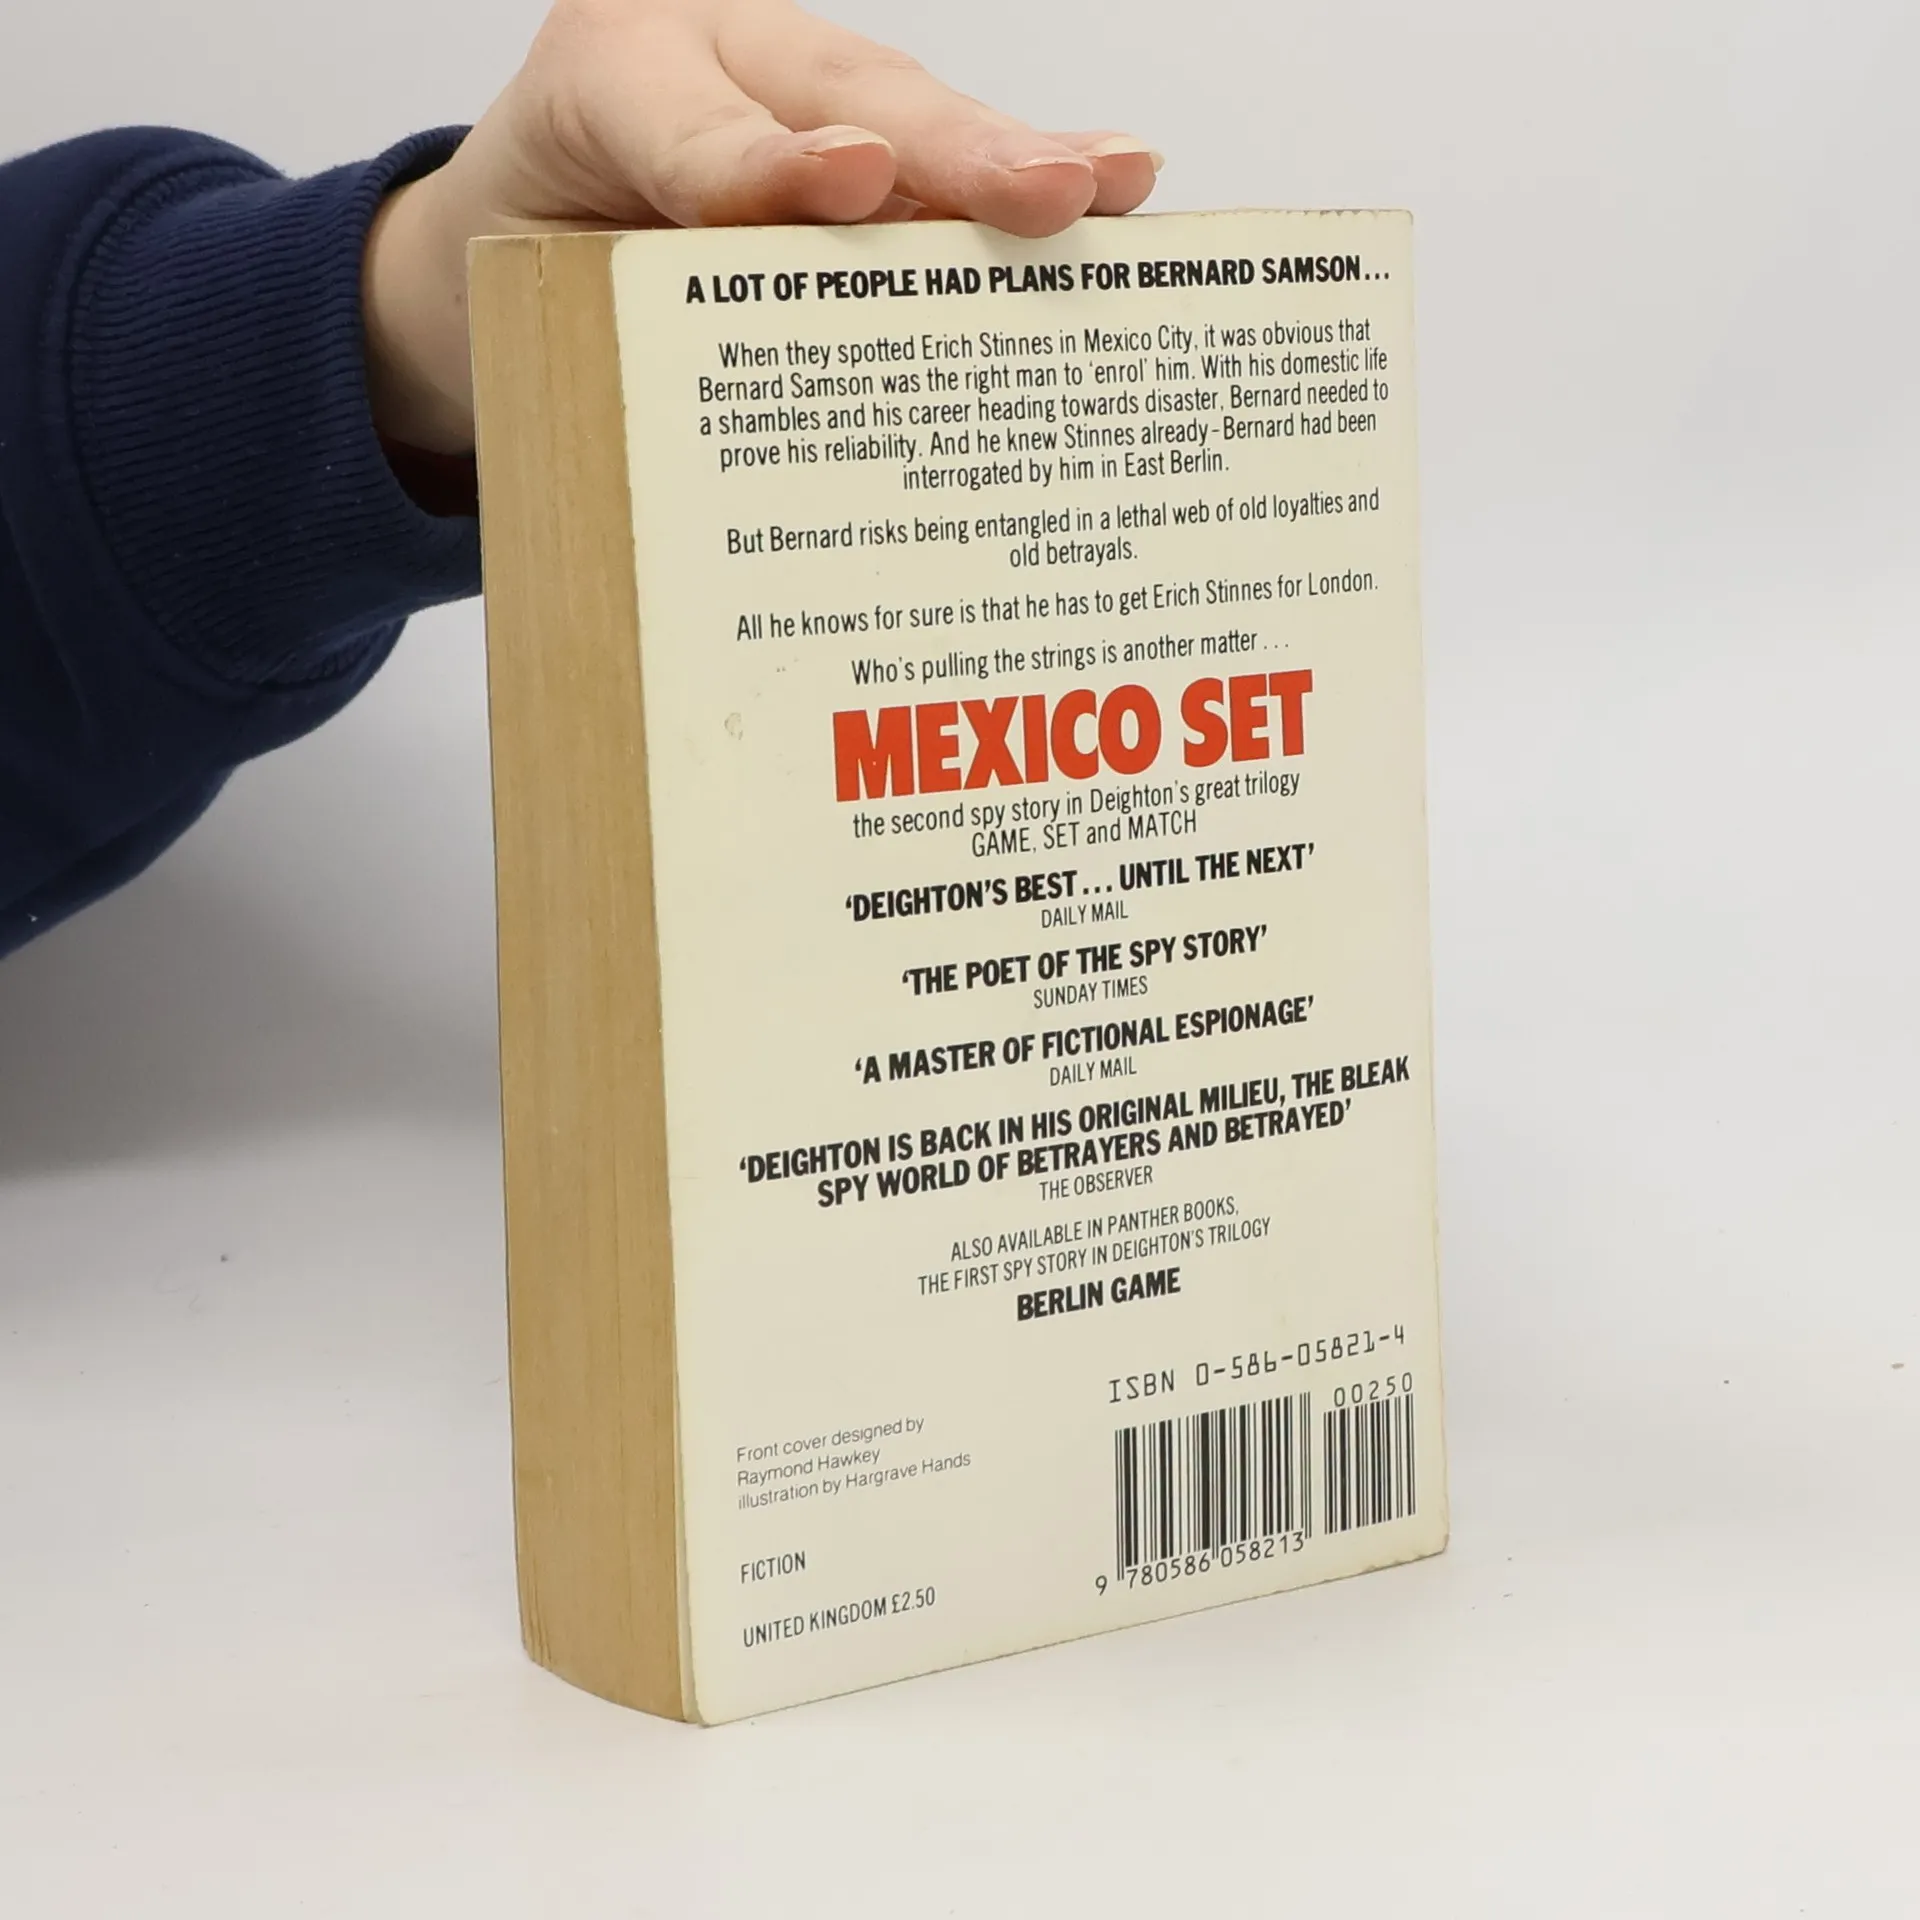 A LOT OF PEOPLE HAD PLANS FOR BERNARD SAMSON...
When they spotted Erich Stinnes in Mexico City, it was obvious that
Bernard Samson was the right man to 'enrol' him. With his domestic life
a shambles and his career heading towards disaster, Bernard needed to
prove his reliability. And he knew Stinnes already - Bernard had been
interrogated by him in East Berlin.
But Bernard risks being entangled in a lethal web of old loyalties and
old betrayals.
All he knows for sure is that he has to get Erich Stinnes for London.
Who's pulling the strings is another matter...
MEXICO SET
the second spy story in Deighton's great trilogy
GAME, SET and MATCH
'DEIGHTON'S BEST... UNTIL THE NEXT'
DAILY MAIL
'THE POET OF THE SPY STORY'
SUNDAY TIMES
'A MASTER OF FICTIONAL ESPIONAGE'
DAILY MAIL
'DEIGHTON IS BACK IN HIS ORIGINAL MILIEU, THE BLEAK
SPY WORLD OF BETRAYERS AND BETRAYED'
THE OBSERVER
ALSO AVAILABLE IN PANTHER BOOKS,
THE FIRST SPY STORY IN DEIGHTON'S TRILOGY
BERLIN GAME
ISBN 0-586-05821-4
00250
9 780586 058213
Front cover designed by
Raymond Hawkey
illustration by Hargrave Hands
FICTION
UNITED KINGDOM £2.50